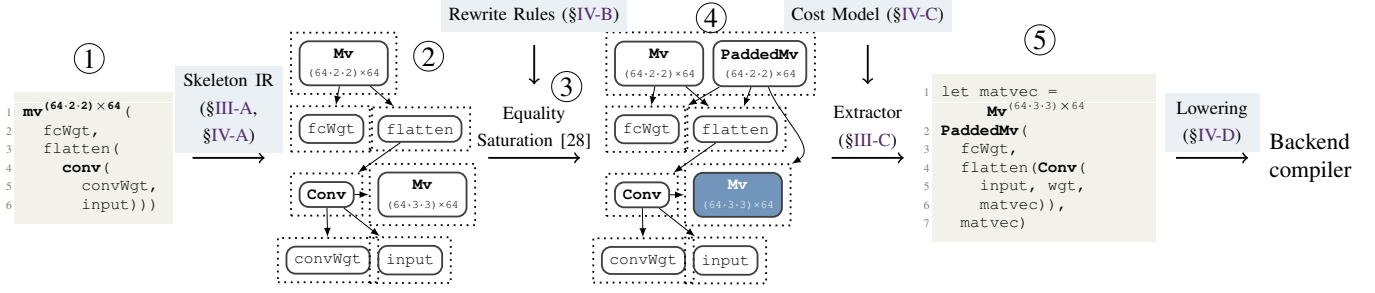 ①
1 mv(64·2·2)×64(
2 fcWgt,
3 flatten(
4 conv(
5 convWgt,
6 input)))
Skeleton IR
(§III-A,
§IV-A)
②
Mv
(64·2·2)×64
fcWgt
flatten
Conv
Mv
(64·3·3)×64
convWgt
input
Rewrite Rules (§IV-B)
③
Equality
Saturation [28]
④
Mv
(64·2·2)×64
PaddedMv
(64·2·2)×64
fcWgt
flatten
Conv
Mv
(64·3·3)×64
convWgt
input
Cost Model (§IV-C)
Extractor
(§III-C)
⑤
1 let matvec =
Mv(64·3·3)×64
2 PaddedMv(
3 fcWgt,
4 flatten(Conv(
5 input, wgt,
6 matvec)),
7 matvec)
Lowering
(§IV-D)
Backend
compiler